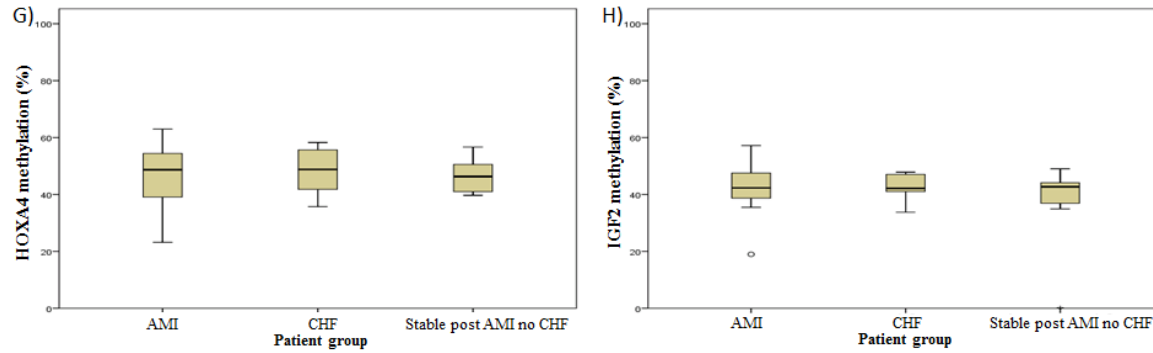 G)
HOXA4 methylation (%)
100
80
60
40
20
0
AMI
CHF
Stable post AMI no CHF
Patient group
H)
IGF2 methylation (%)
100
80
60
40
20
0
AMI
CHF
Stable post AMI no CHF
Patient group